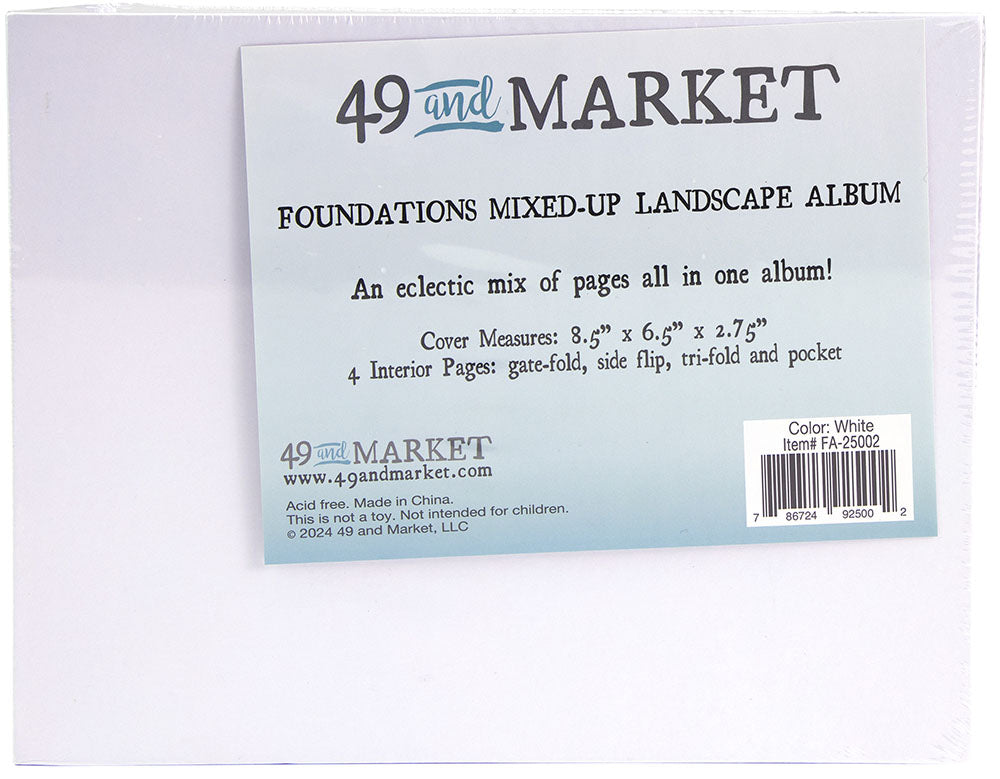 49 and MARKET
FOUNDATIONS MIXED-UP LANDSCAPE ALBUM
An eclectic mix of pages all in one album!
Cover Measures: 8.5” x 6.5” x 2.75”
4 Interior Pages: gate-fold, side flip, tri-fold and pocket
49 and MARKET
www.49andmarket.com
Acid free. Made in China.
This is not a toy. Not intended for children.
© 2024 49 and Market, LLC
Color: White
Item# FA-25002
7 86724 92500 2